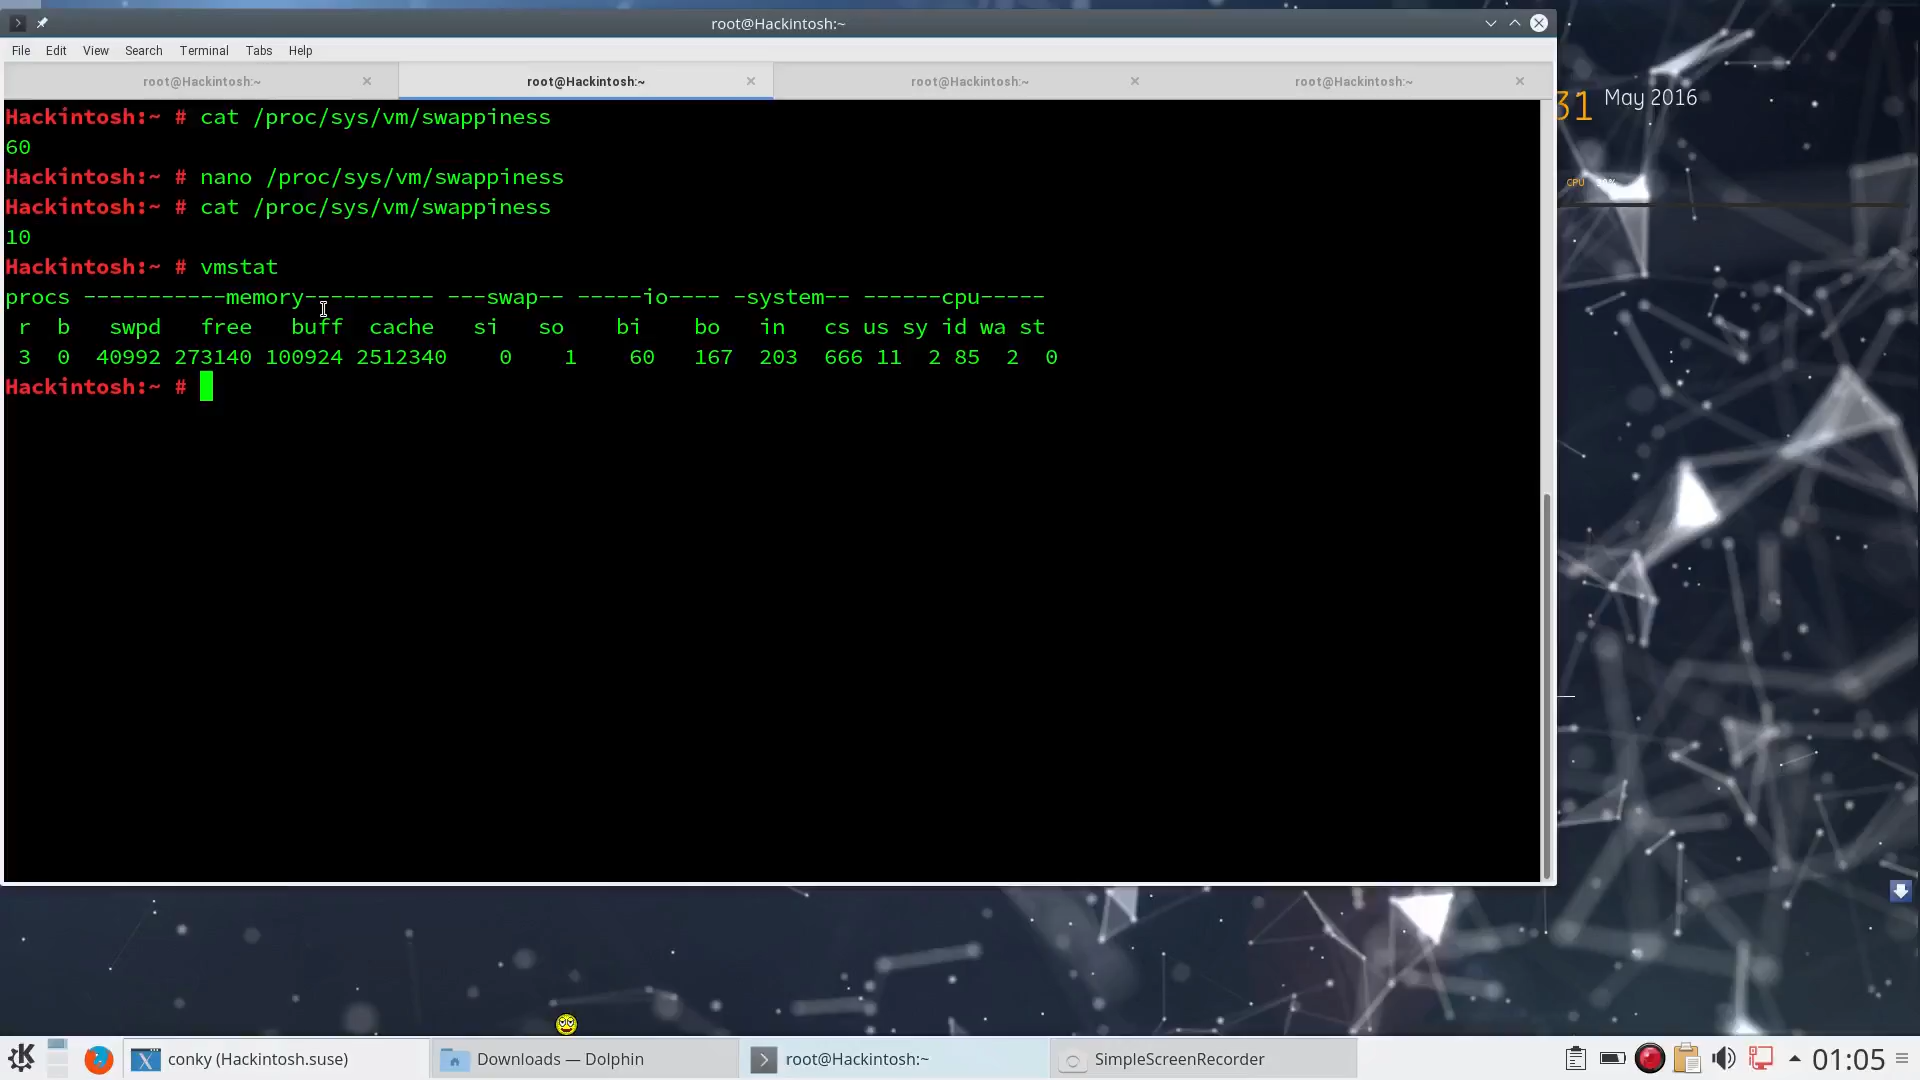 root@Hackintosh:~
File Edit View Search Terminal Tabs Help
root@Hackintosh:~ root@Hackintosh:~ root@Hackintosh:~ root@Hackintosh:~
Hackintosh:~ # cat /proc/sys/vm/swappiness
60
Hackintosh:~ # nano /proc/sys/vm/swappiness
Hackintosh:~ # cat /proc/sys/vm/swappiness
10
Hackintosh:~ # vmstat
procs -----------memory---------- ---swap-- -----io---- -system-- ------cpu-----
 r  b   swpd   free   buff  cache   si   so    bi    bo   in   cs us sy id wa st
 3  0  40992 273140 100924 2512340    0    1    60   167  203  666 11  2 85  2  0
Hackintosh:~ #
31 May 2016
CPU
conky (Hackintosh.suse) Downloads — Dolphin root@Hackintosh:~ SimpleScreenRecorder 01:05